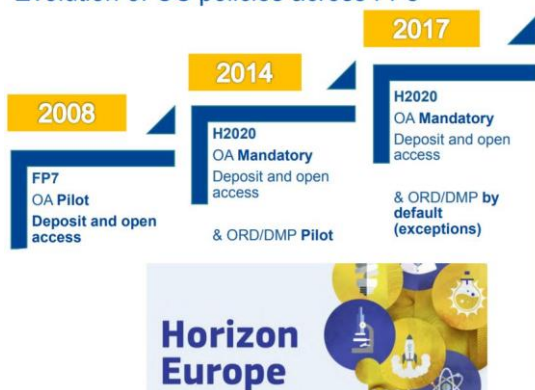 2017
2014
2008
H2020
OA Mandatory
Deposit and open
access
& ORD/DMP by
default
(exceptions)
H2020
OA Mandatory
Deposit and open
access
& ORD/DMP Pilot
FP7
OA Pilot
Deposit and open
access
Horizon
Europe